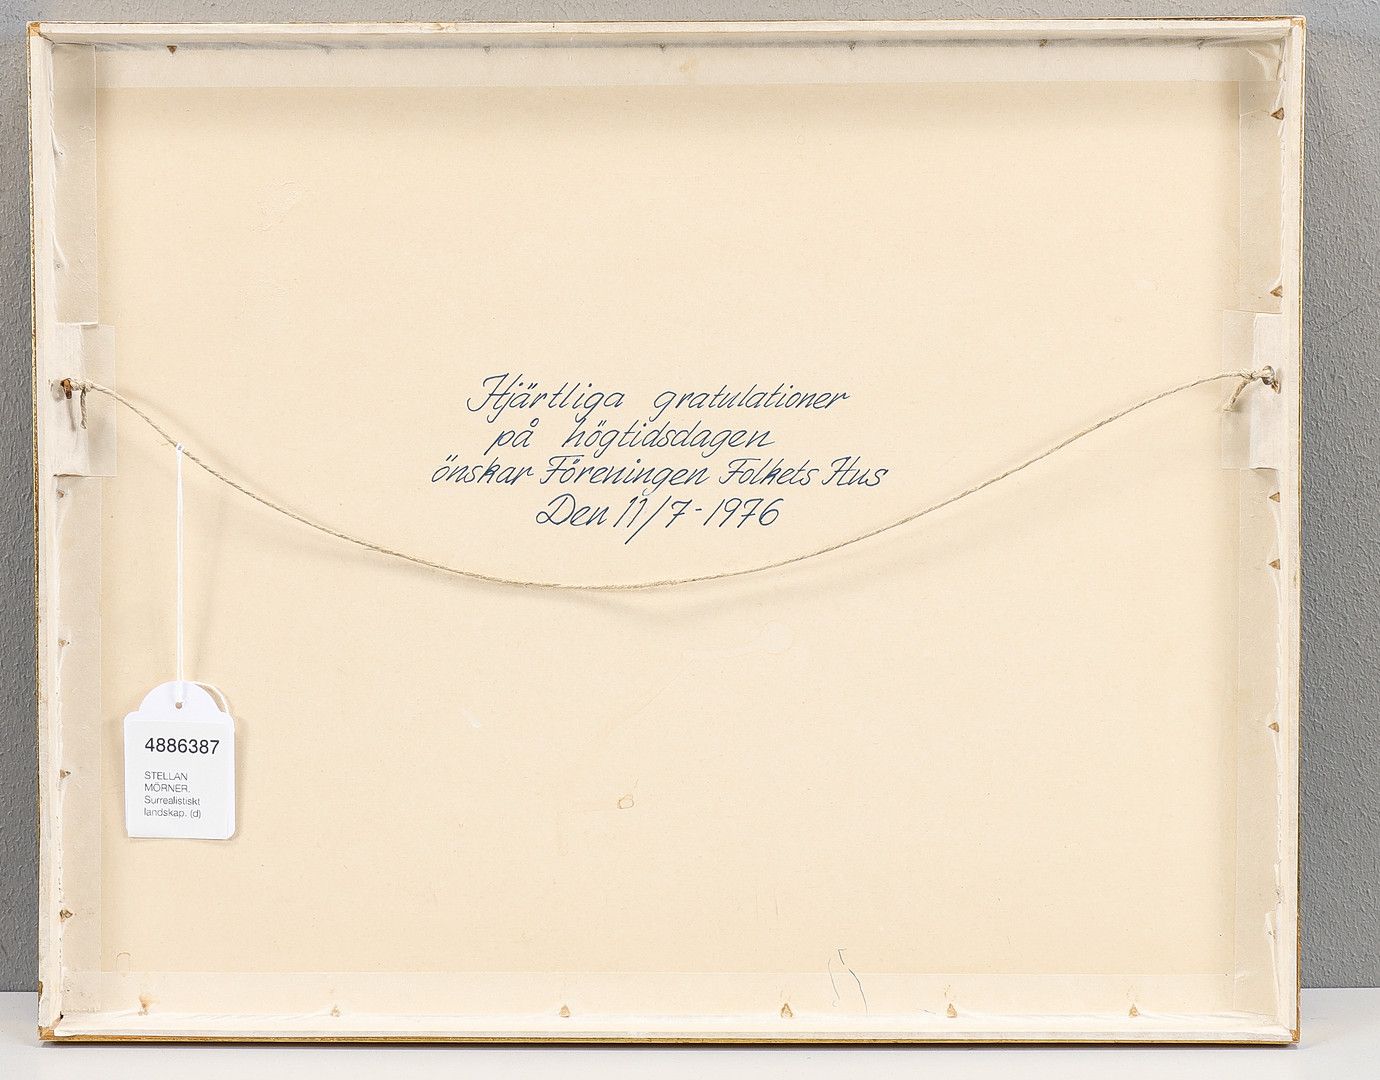 Hjärtliga gratulationer
på högtidsdagen
önskar Föreningen Folkets Hus
Den 11/7-1976
4886387
STELLAN
MÖRNER.
Surrealistiskt
landskap. (d)